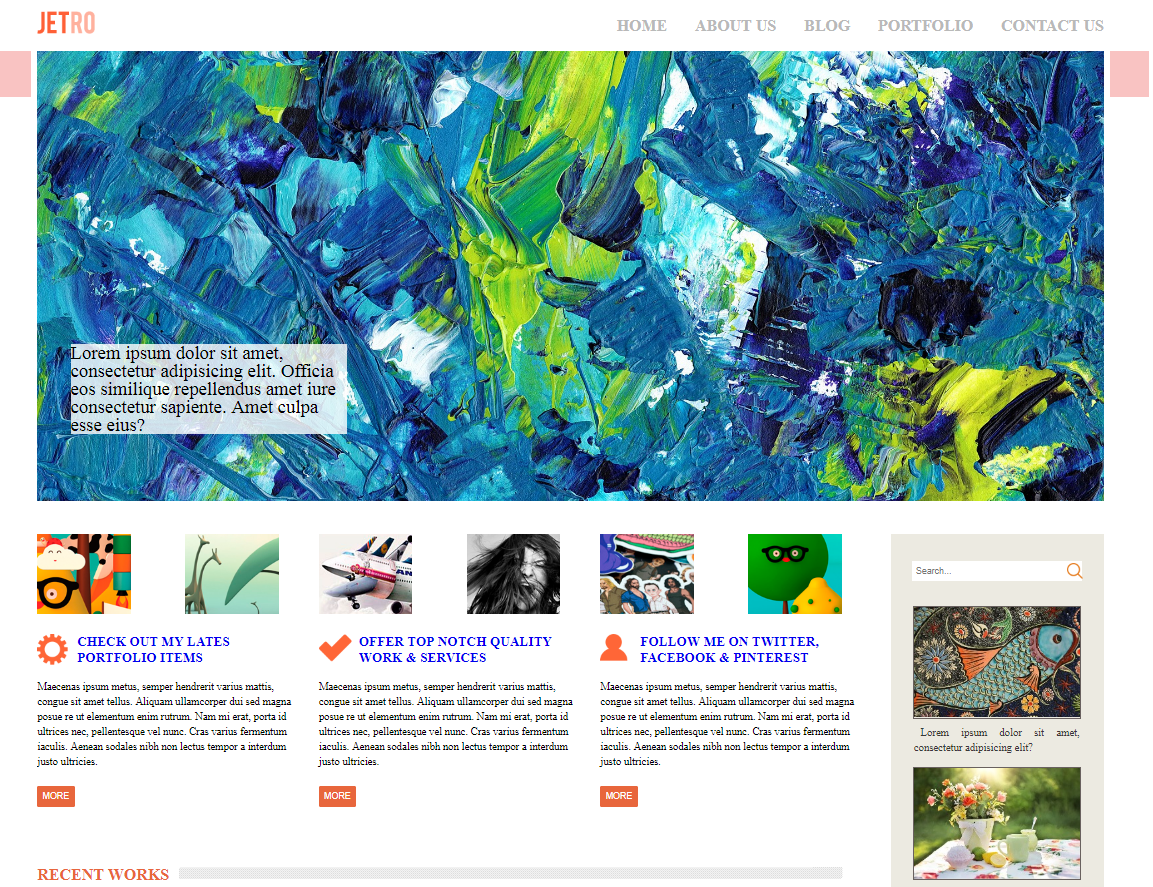 JETRO
HOME ABOUT US BLOG PORTFOLIO CONTACT US
Lorem ipsum dolor sit amet,
consectetur adipisicing elit. Officia
eos similique repellendus amet iure
consectetur sapiente. Amet culpa
esse eius?
CHECK OUT MY LATES
PORTFOLIO ITEMS
Maecenas ipsum metus, semper hendrerit varius mattis,
congue sit amet tellus. Aliquam ullamcorper dui sed magna
posue re ut elementum enim rutrum. Nam mi erat, porta id
ultrices nec, pellentesque vel nunc. Cras varius fermentum
iaculis. Aenean sodales nibh non lectus tempor a interdum
justo ultricies.
MORE
OFFER TOP NOTCH QUALITY
WORK & SERVICES
Maecenas ipsum metus, semper hendrerit varius mattis,
congue sit amet tellus. Aliquam ullamcorper dui sed magna
posue re ut elementum enim rutrum. Nam mi erat, porta id
ultrices nec, pellentesque vel nunc. Cras varius fermentum
iaculis. Aenean sodales nibh non lectus tempor a interdum
justo ultricies.
MORE
FOLLOW ME ON TWITTER,
FACEBOOK & PINTEREST
Maecenas ipsum metus, semper hendrerit varius mattis,
congue sit amet tellus. Aliquam ullamcorper dui sed magna
posue re ut elementum enim rutrum. Nam mi erat, porta id
ultrices nec, pellentesque vel nunc. Cras varius fermentum
iaculis. Aenean sodales nibh non lectus tempor a interdum
justo ultricies.
MORE
Search...
Lorem ipsum dolor sit amet,
consectetur adipisicing elit?
RECENT WORKS